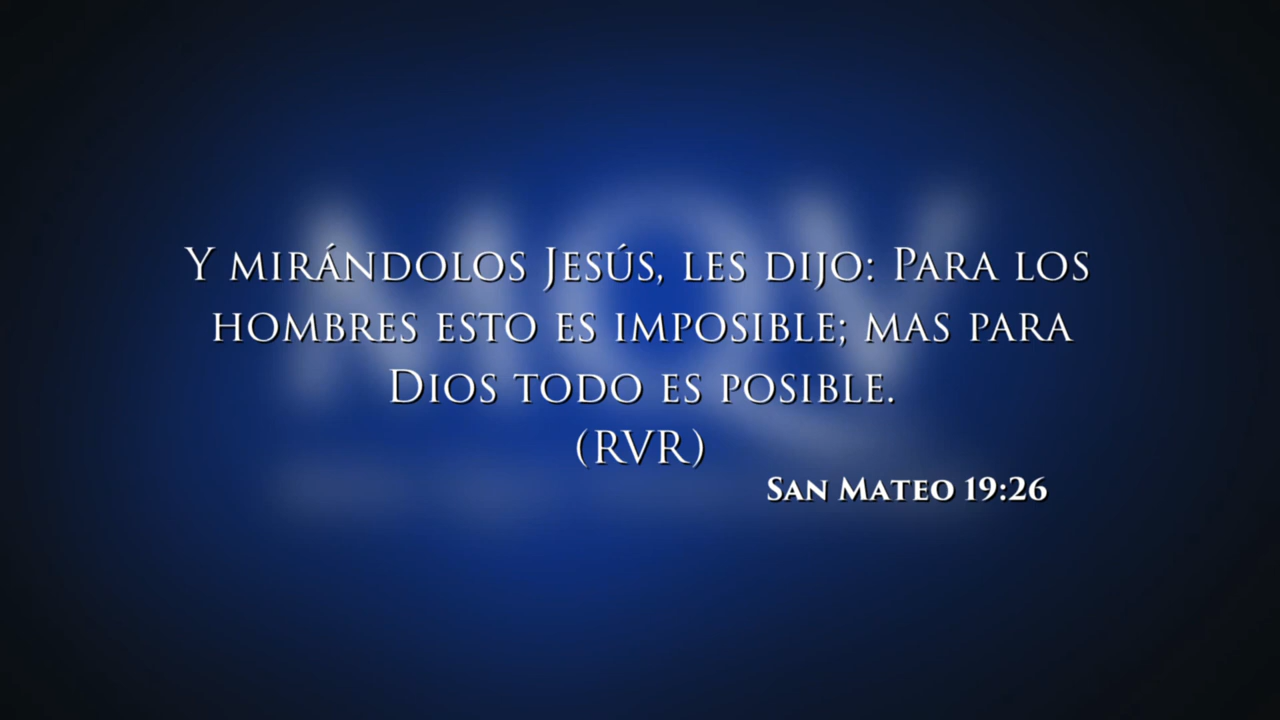 Y mirándolos Jesús, les dijo: Para los
hombres esto es imposible; mas para
Dios todo es posible.
(RVR)
San Mateo 19:26